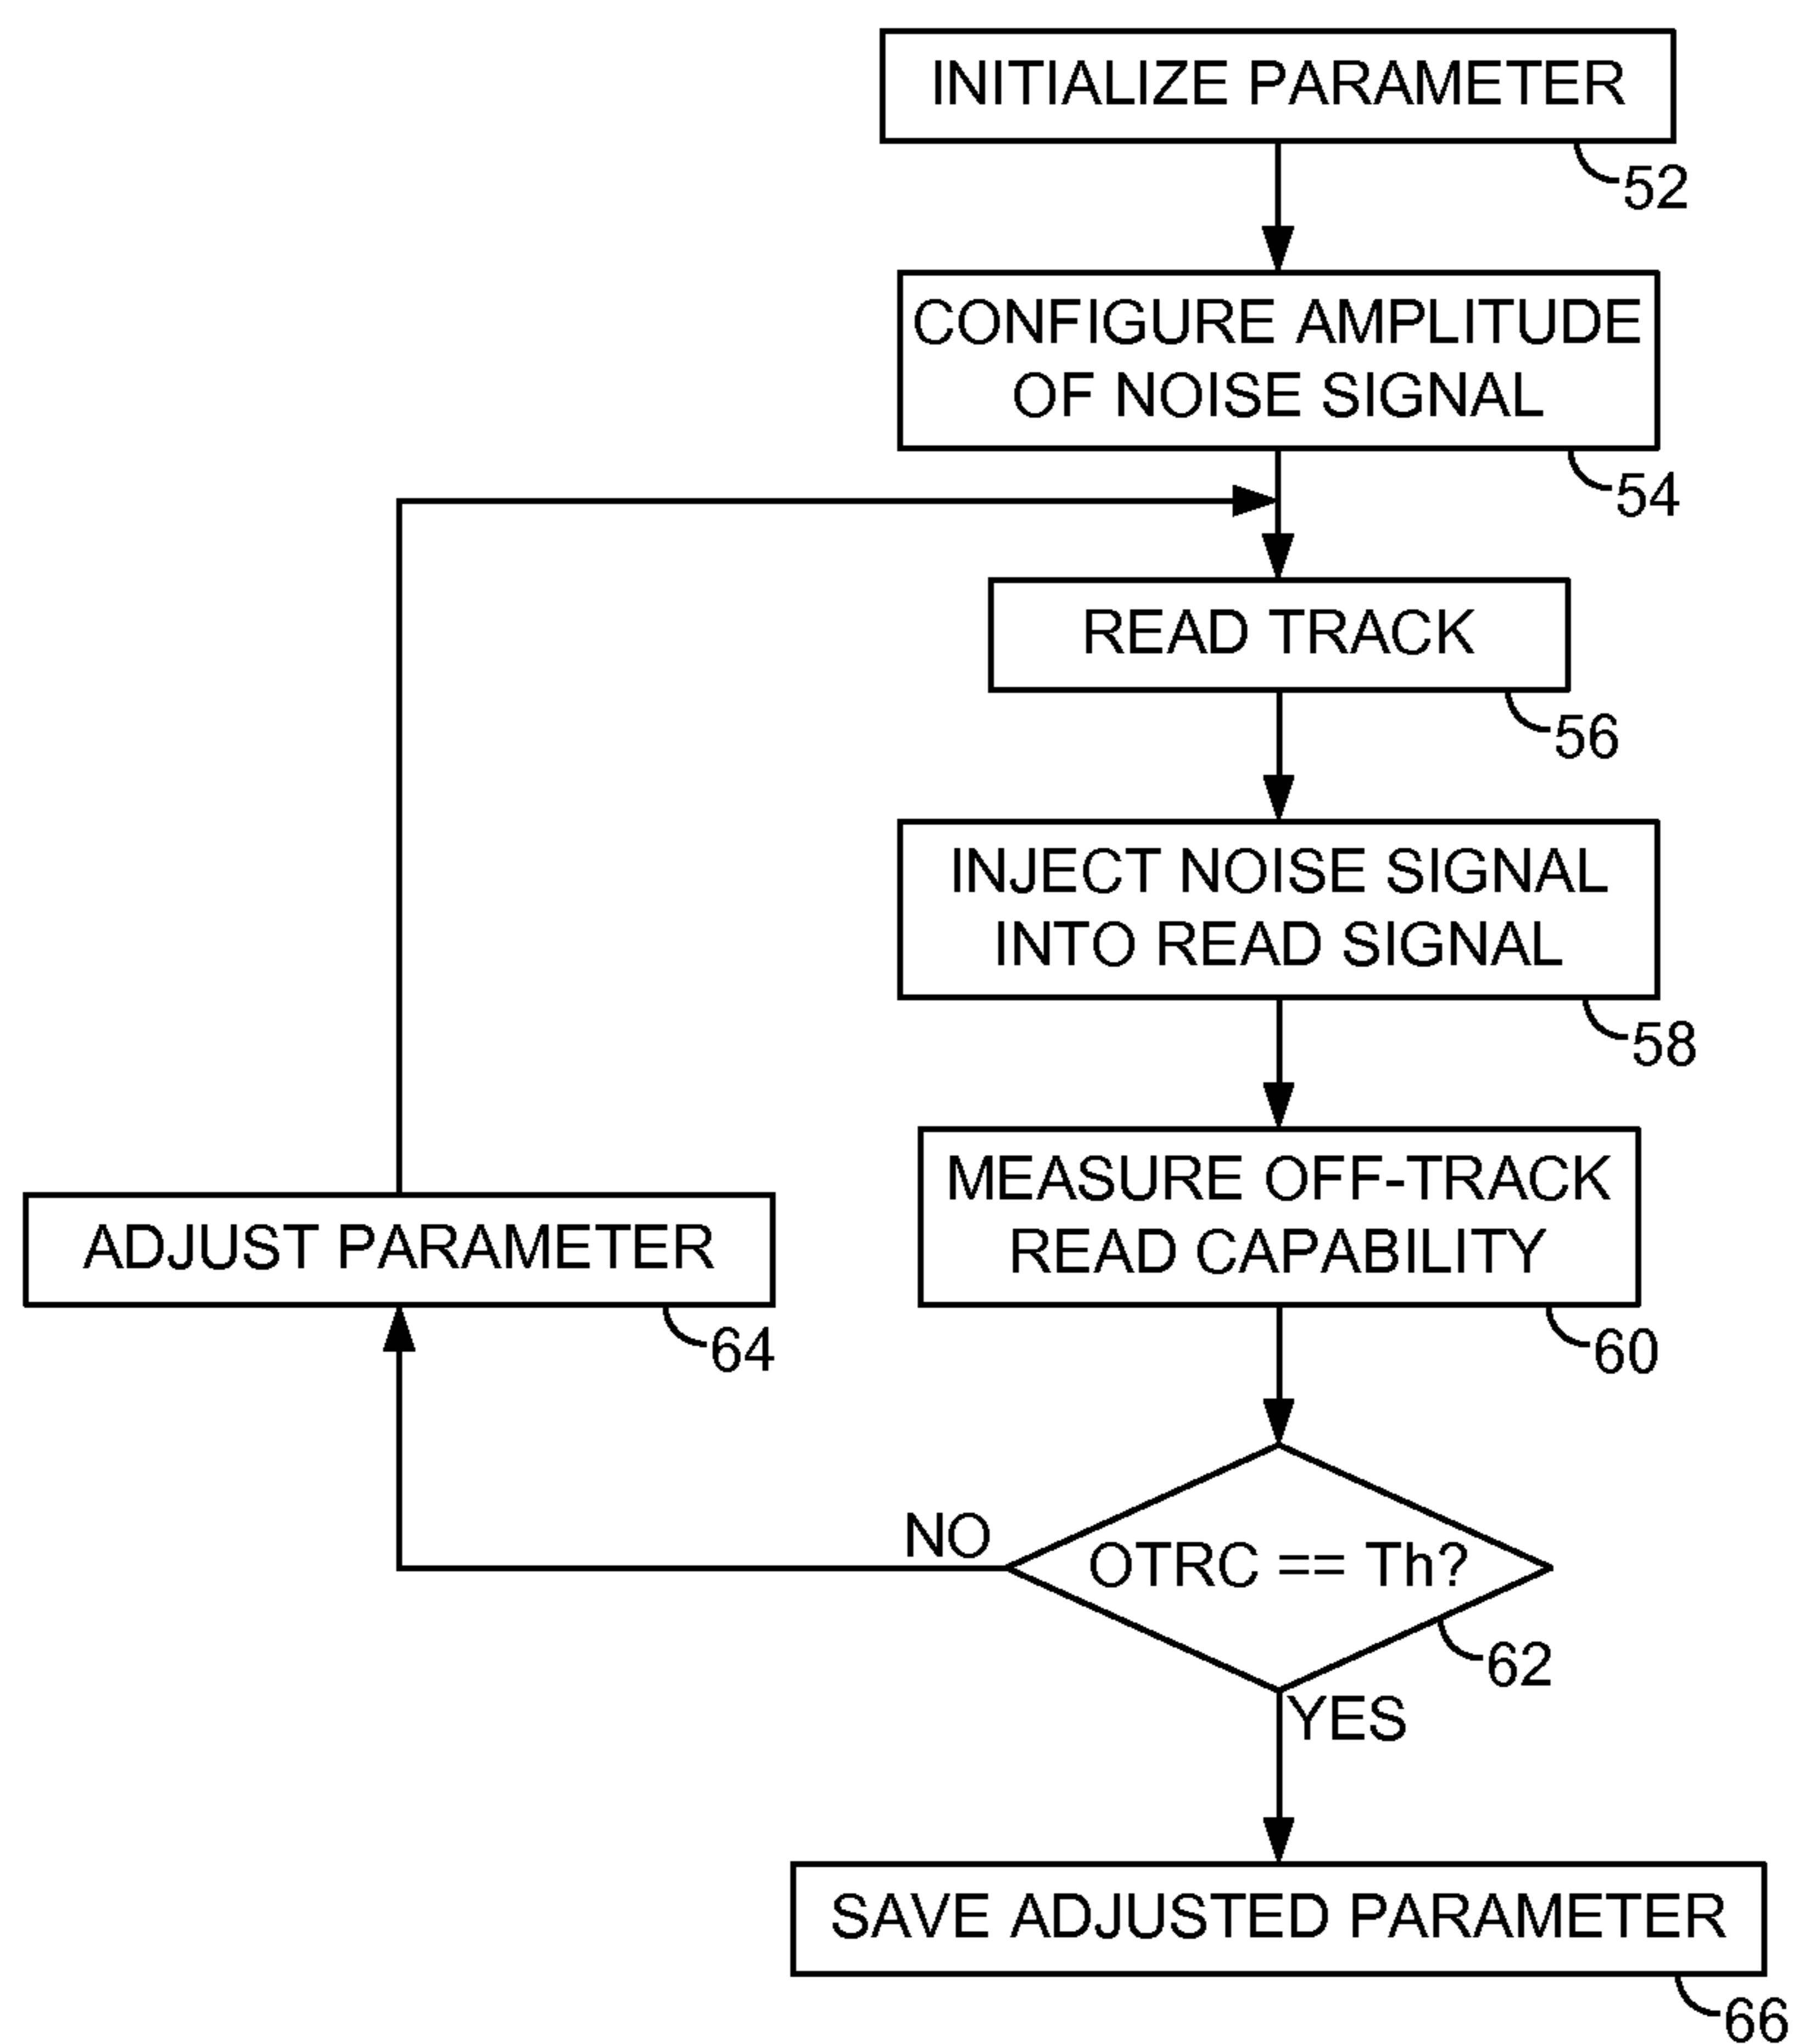 INITIALIZE PARAMETER
52
CONFIGURE AMPLITUDE
OF NOISE SIGNAL
54
READ TRACK
56
INJECT NOISE SIGNAL
INTO READ SIGNAL
58
MEASURE OFF-TRACK
READ CAPABILITY
60
ADJUST PARAMETER
64
NO
OTRC == Th?
62
YES
SAVE ADJUSTED PARAMETER
66